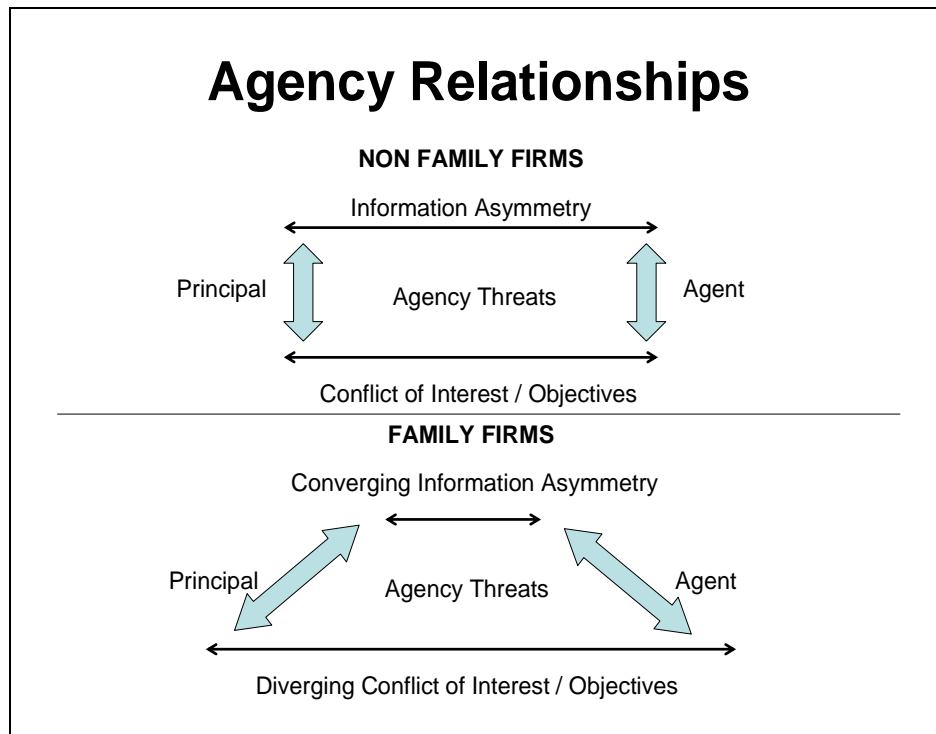 Agency Relationships
NON FAMILY FIRMS
Information Asymmetry
Principal
Agency Threats
Agent
Conflict of Interest / Objectives
FAMILY FIRMS
Converging Information Asymmetry
Principal
Agency Threats
Agent
Diverging Conflict of Interest / Objectives